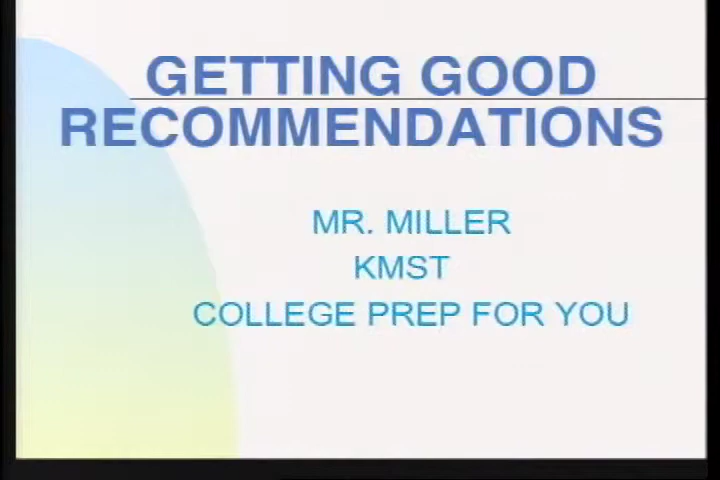 GETTING GOOD
RECOMMENDATIONS
MR. MILLER
KMST
COLLEGE PREP FOR YOU